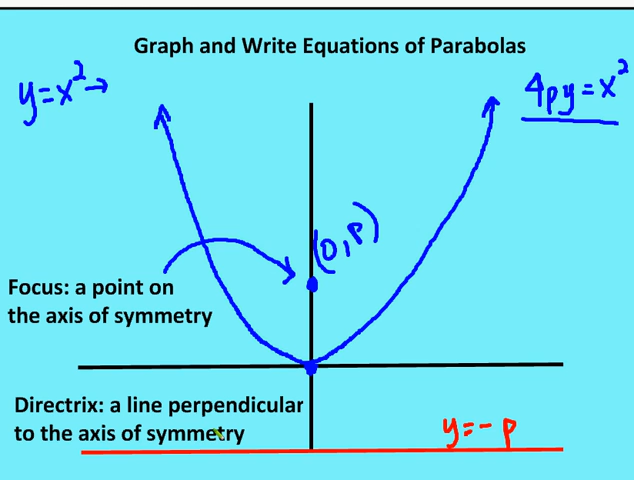 Graph and Write Equations of Parabolas
y=x² →
4py=x²
(0,P)
Focus: a point on
the axis of symmetry
Directrix: a line perpendicular
to the axis of symmetry
y=-p